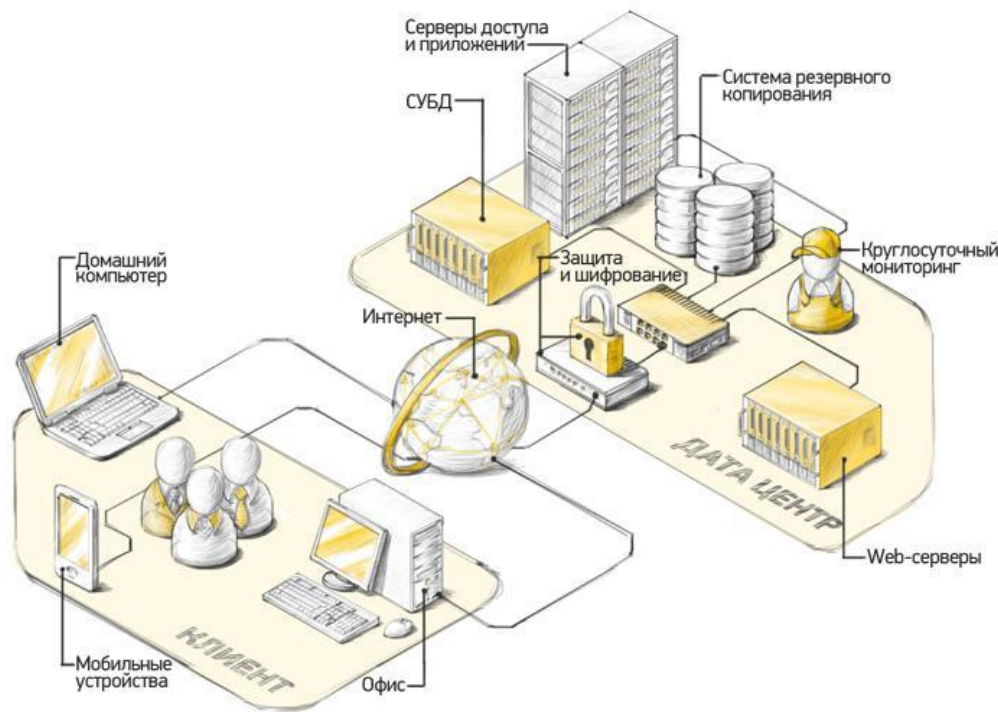 Серверы доступа
и приложений
Система резервного
копирования
СУБД
Домашний
компьютер
Защита
и шифрование
Круглосуточный
мониторинг
Интернет
ДАТА ЦЕНТР
Web-серверы
КЛИЕНТ
Мобильные
устройства
Офис